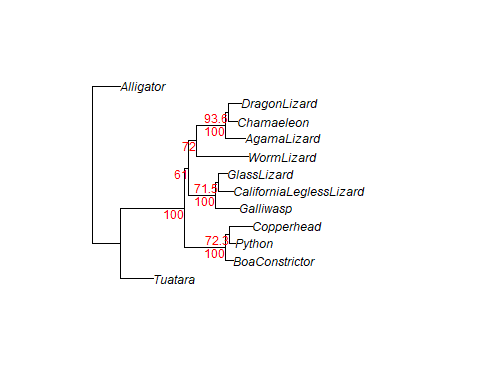 Alligator
DragonLizard
93.6
Chamaeleon
100
AgamaLizard
72
WormLizard
61
GlassLizard
71.5
CaliforniaLeglessLizard
100
Galliwasp
100
Copperhead
72.3
Python
100
BoaConstrictor
Tuatara